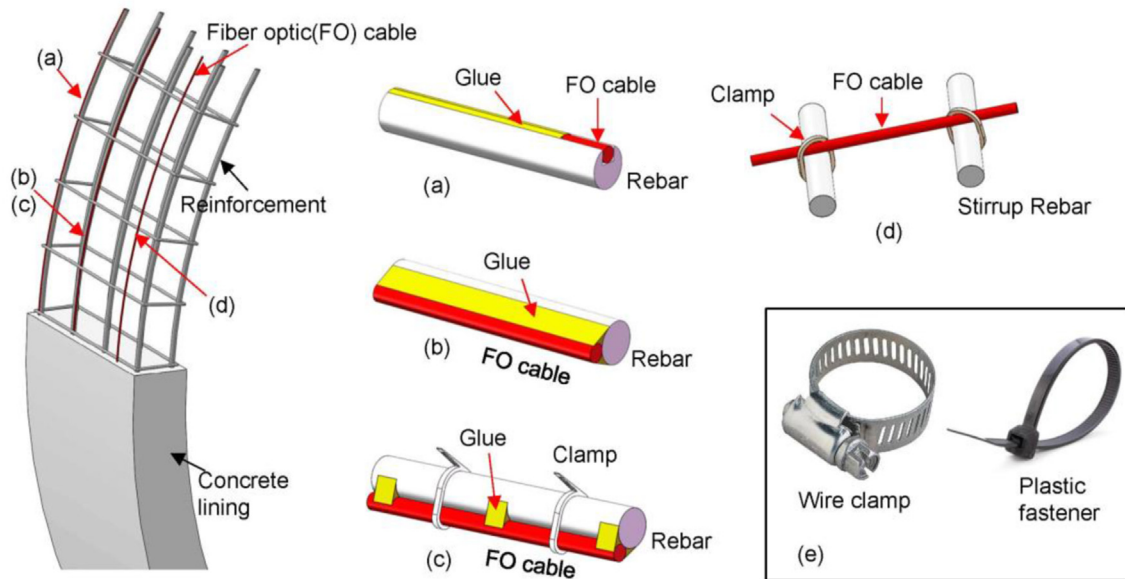 Fiber optic(FO) cable
(a)
(b)
(c)
Reinforcement
(d)
Concrete
lining
Glue
FO cable
Rebar
(a)
Glue
FO cable
Rebar
(b)
Glue
Clamp
FO cable
Rebar
(c)
Clamp
FO cable
Stirrup Rebar
(d)
Wire clamp
Plastic
fastener
(e)